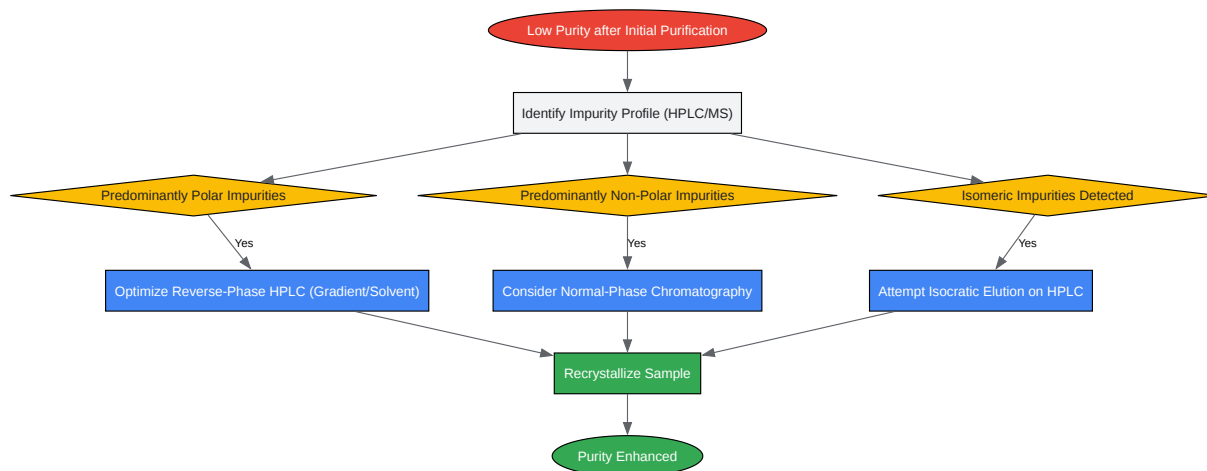 Low Purity after Initial Purification
Identify Impurity Profile (HPLC/MS)
Predominantly Polar Impurities
Predominantly Non-Polar Impurities
Isomeric Impurities Detected
Yes
Yes
Yes
Optimize Reverse-Phase HPLC (Gradient/Solvent)
Consider Normal-Phase Chromatography
Attempt Isocratic Elution on HPLC
Recrystallize Sample
Purity Enhanced